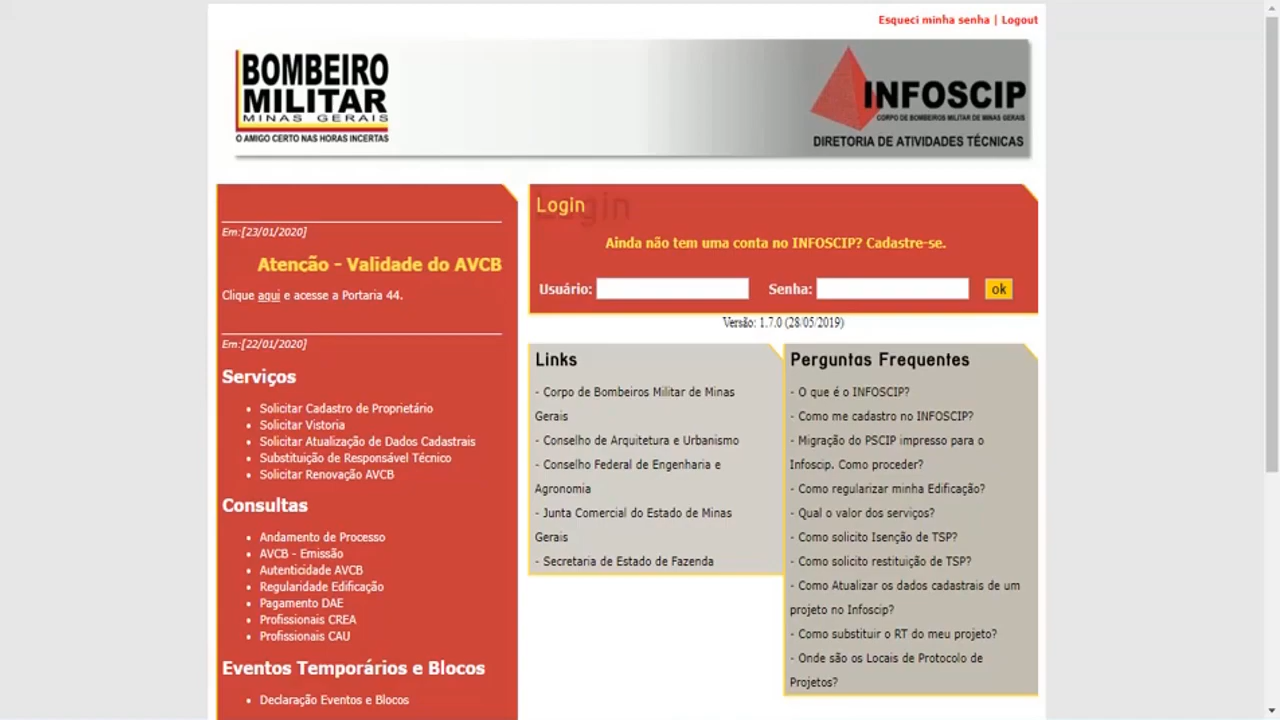 Esqueci minha senha | Logout
BOMBEIRO
MILITAR
MINAS GERAIS
O AMIGO CERTO NAS HORAS INCERTAS
INFOSCIP
CORPO DE BOMBEIROS MILITAR DE MINAS GERAIS
DIRETORIA DE ATIVIDADES TÉCNICAS
Em:[23/01/2020]
Atencão - Validade do AVCB
Clique aqui e acesse a Portaria 44.
Em:[22/01/2020]
Serviços
• Solicitar Cadastro de Proprietário
• Solicitar Vistoria
• Solicitar Atualização de Dados Cadastrais
• Substituição de Responsável Técnico
• Solicitar Renovação AVCB
Consultas
• Andamento de Processo
• AVCB - Emissão
• Autenticidade AVCB
• Regularidade Edificação
• Pagamento DAE
• Profissionais CREA
• Profissionais CAU
Eventos Temporários e Blocos
• Declaração Eventos e Blocos
Login
Ainda não tem uma conta no INFOSCIP? Cadastre-se.
Usuário: Senha: ok
Versão: 1.7.0 (28/05/2019)
Links
- Corpo de Bombeiros Militar de Minas
Gerais
- Conselho de Arquitetura e Urbanismo
- Conselho Federal de Engenharia e
Agronomia
- Junta Comercial do Estado de Minas
Gerais
- Secretaria de Estado de Fazenda
Perguntas Frequentes
- O que é o INFOSCIP?
- Como me cadastro no INFOSCIP?
- Migração do PSCIP impresso para o
Infoscip. Como proceder?
- Como regularizar minha Edificação?
- Qual o valor dos serviços?
- Como solicito Isenção de TSP?
- Como solicito restituição de TSP?
- Como Atualizar os dados cadastrais de um
projeto no Infoscip?
- Como substituir o RT do meu projeto?
- Onde são os Locais de Protocolo de
Projetos?